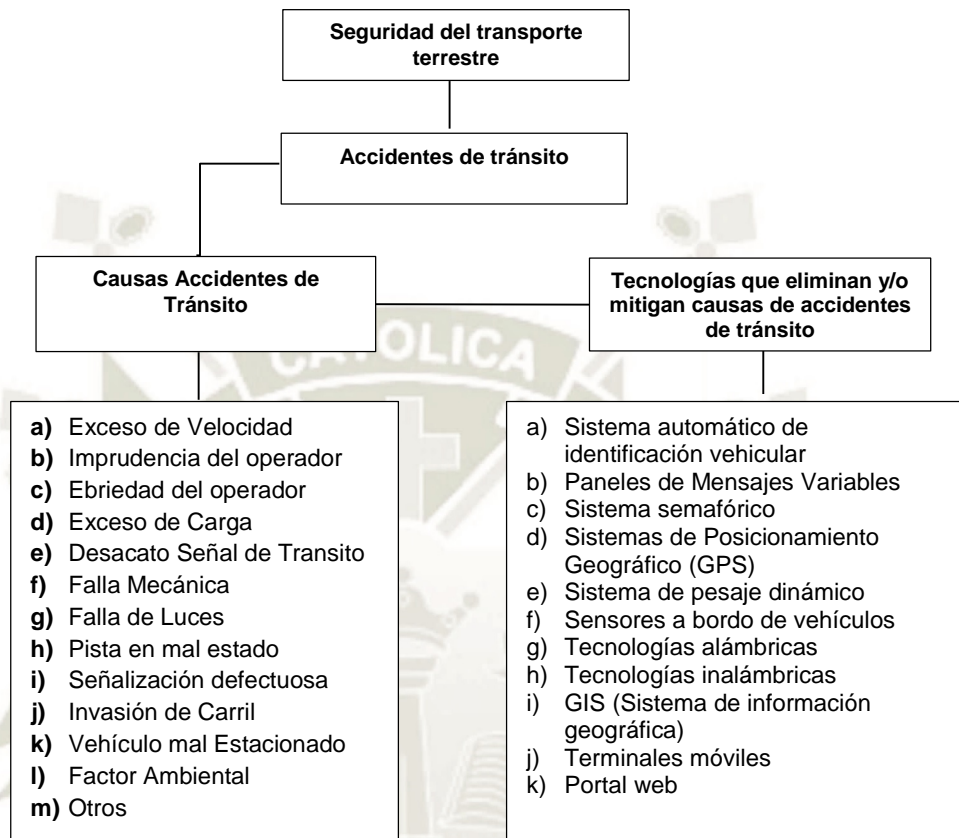 Seguridad del transporte
terrestre
Accidentes de tránsito
Causas Accidentes de
Tránsito
Tecnologías que eliminan y/o
mitigan causas de accidentes
de tránsito
CATOLICA
a) Exceso de Velocidad
b) Imprudencia del operador
c) Ebriedad del operador
d) Exceso de Carga
e) Desacato Señal de Transito
f) Falla Mecánica
g) Falla de Luces
h) Pista en mal estado
i) Señalización defectuosa
j) Invasión de Carril
k) Vehículo mal Estacionado
l) Factor Ambiental
m) Otros
a) Sistema automático de
identificación vehicular
b) Paneles de Mensajes Variables
c) Sistema semafórico
d) Sistemas de Posicionamiento
Geográfico (GPS)
e) Sistema de pesaje dinámico
f) Sensores a bordo de vehículos
g) Tecnologías alámbricas
h) Tecnologías inalámbricas
i) GIS (Sistema de información
geográfica)
j) Terminales móviles
k) Portal web